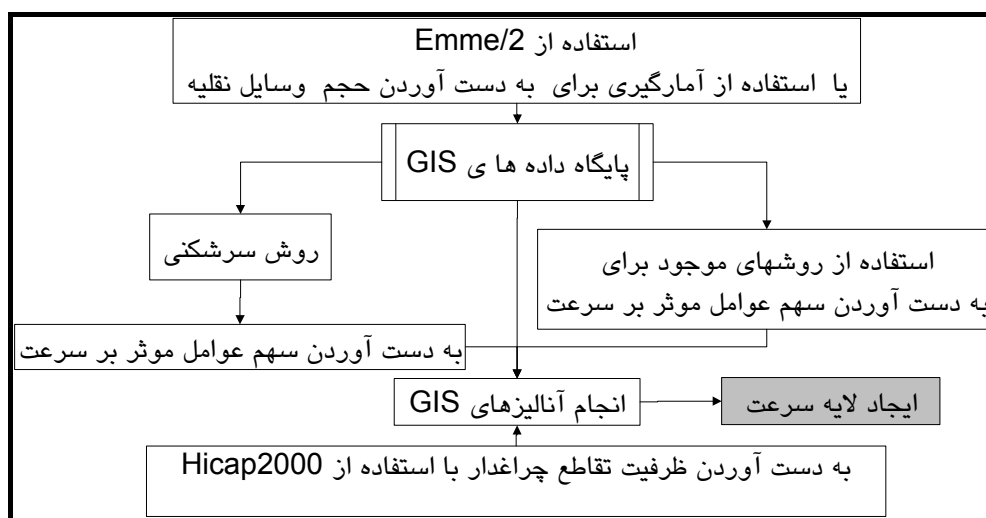 استفاده از Emme/2
یا استفاده از آمارگیری برای به دست آوردن حجم وسایل نقلیه
پایگاه داده ها ی GIS
روش سرشکنی
استفاده از روشهای موجود برای
به دست آوردن سهم عوامل موثر بر سرعت
به دست آوردن سهم عوامل موثر بر سرعت
انجام آنالیزهای GIS
ایجاد لایه سرعت
به دست آوردن ظرفیت تقاطع چراغدار با استفاده از Hicap2000